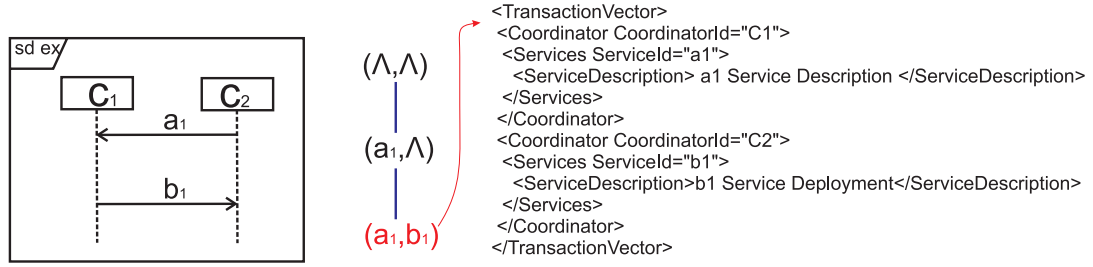 sd ex
C1 C2
a1
b1
(Λ,Λ)
(a1,Λ)
(a1,b1)
<TransactionVector>
<Coordinator CoordinatorId="C1">
<Services ServiceId="a1">
<ServiceDescription> a1 Service Description </ServiceDescription>
</Services>
</Coordinator>
<Coordinator CoordinatorId="C2">
<Services ServiceId="b1">
<ServiceDescription>b1 Service Deployment</ServiceDescription>
</Services>
</Coordinator>
</TransactionVector>